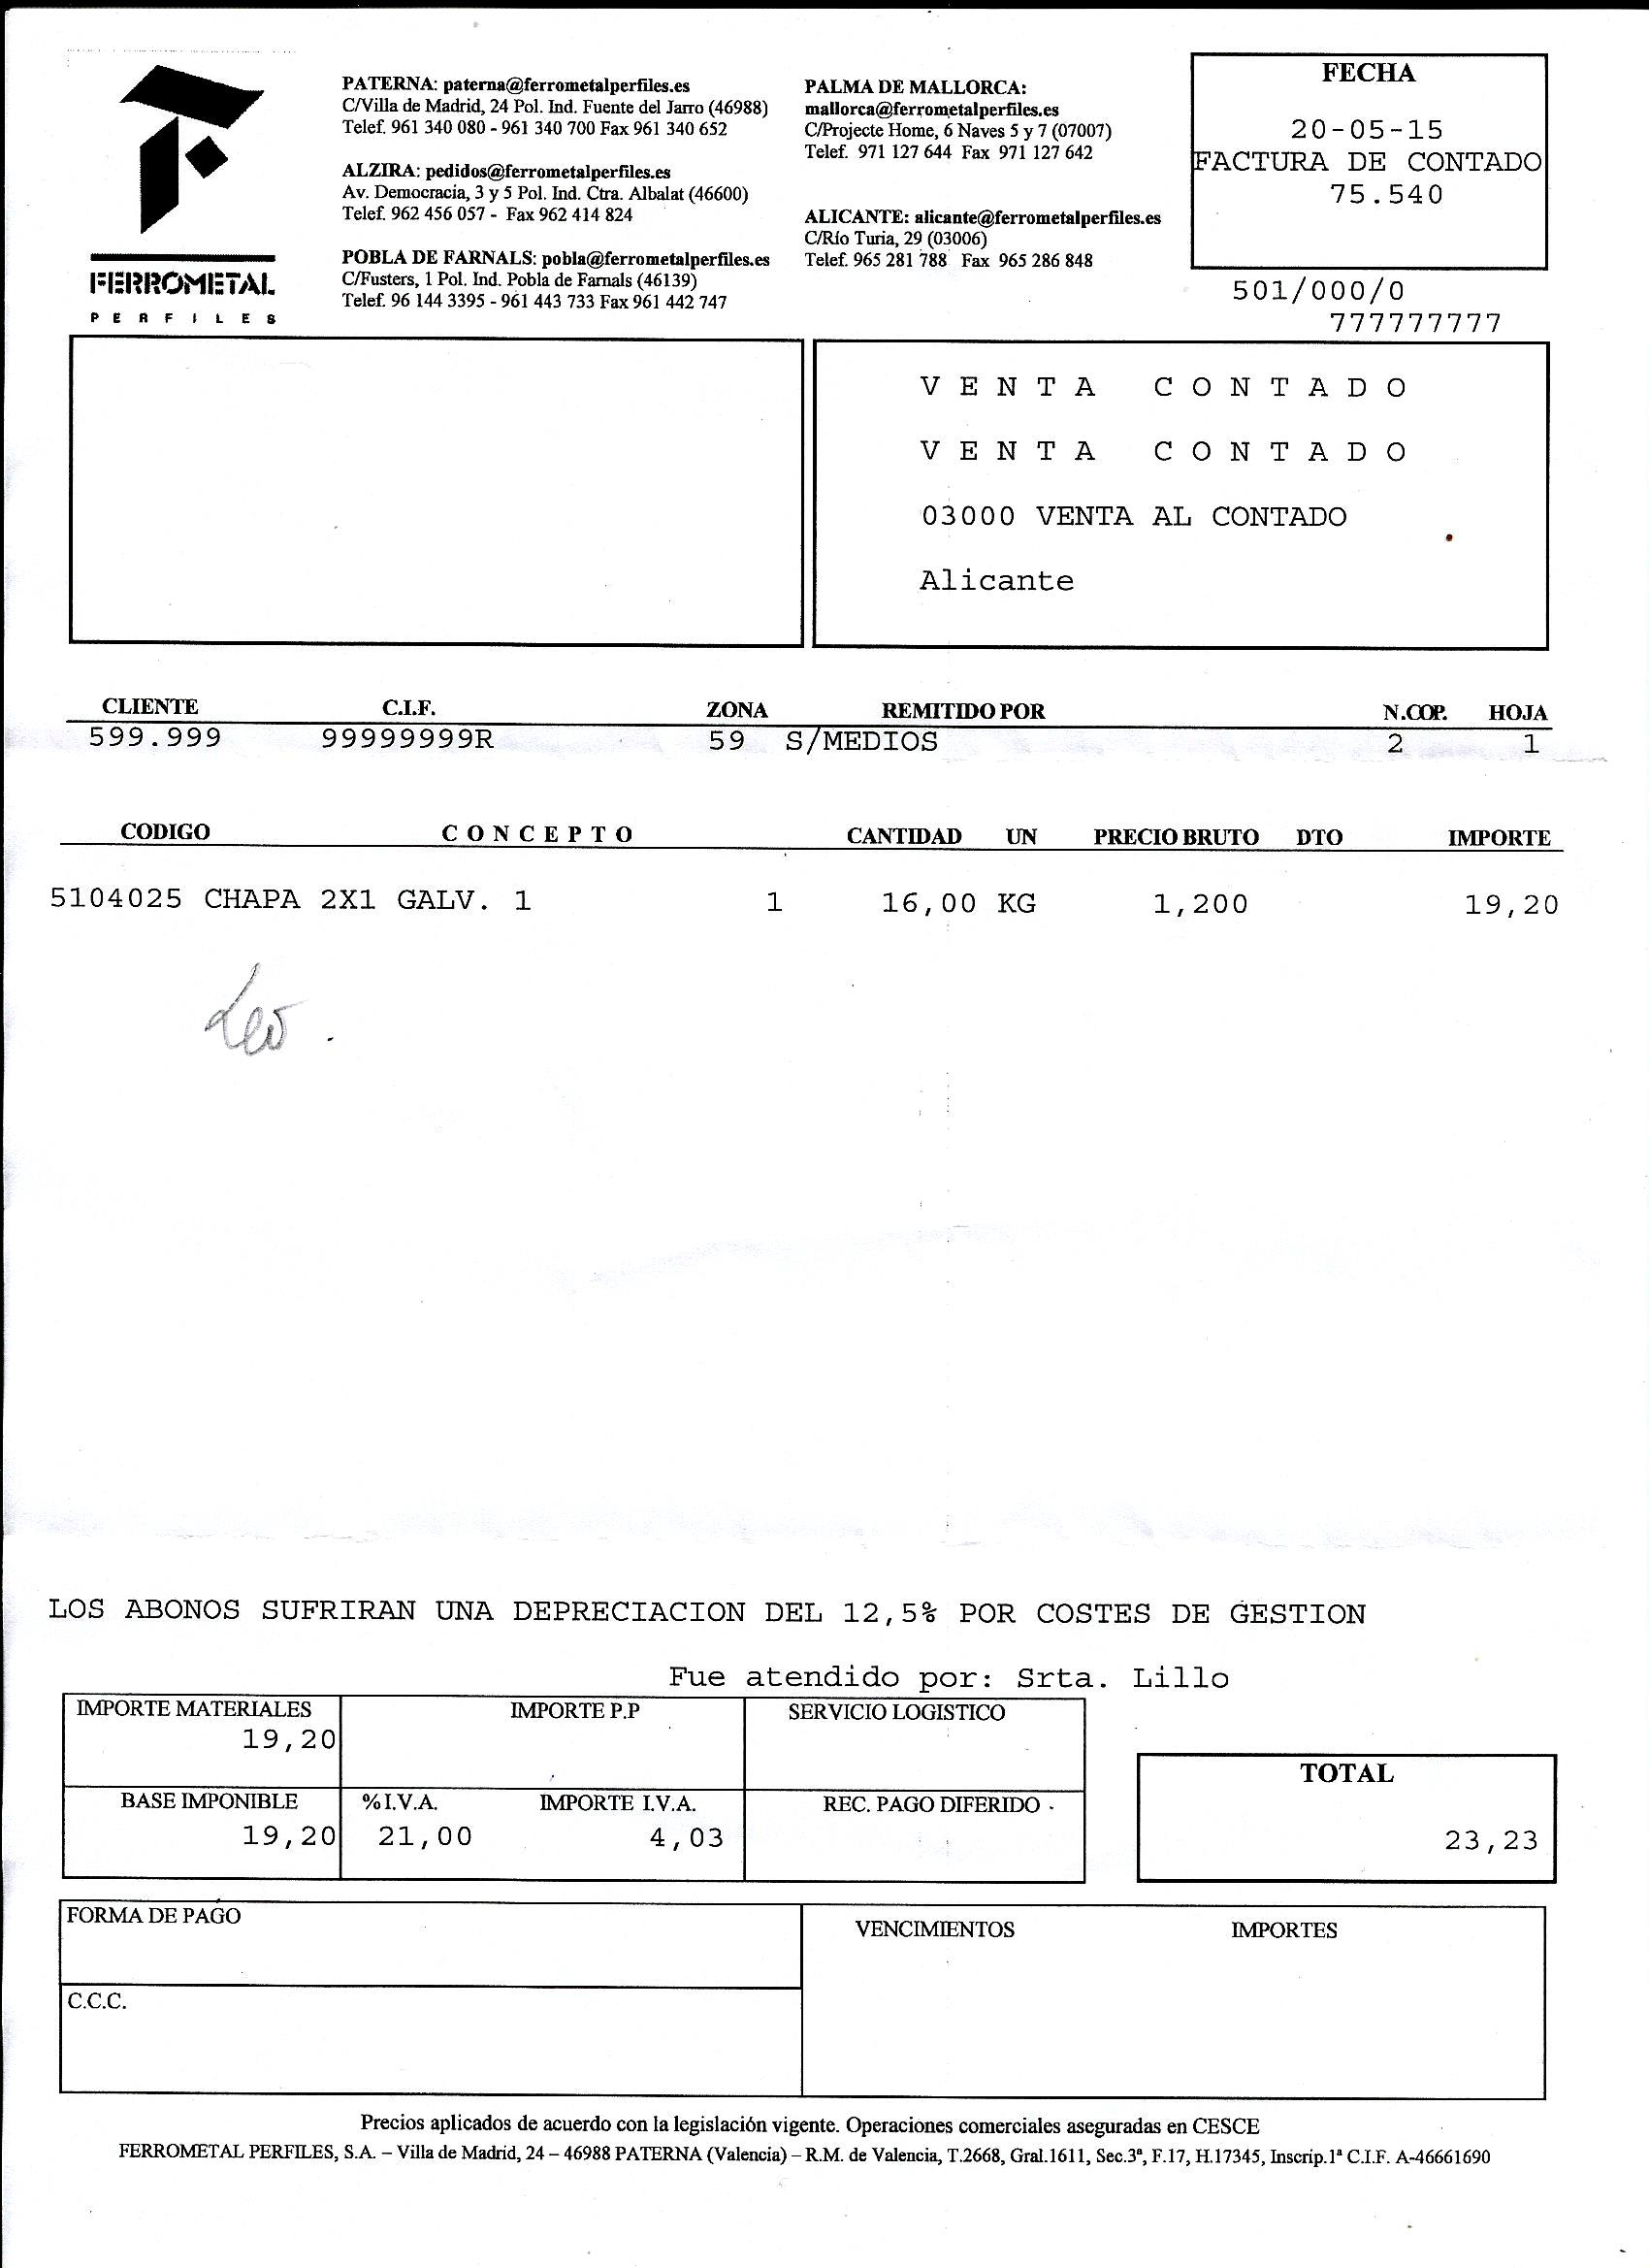 FERROMETAL
PERFILES
PATERNA: paterna@ferrometalperfiles.es
C/Villa de Madrid, 24 Pol. Ind. Fuente del Jarro (46988)
Telef. 961 340 080 - 961 340 700 Fax 961 340 652
ALZIRA: pedidos@ferrometalperfiles.es
Av. Democracia, 3 y 5 Pol. Ind. Ctra. Albalat (46600)
Telef. 962 456 057 - Fax 962 414 824
POBLA DE FARNALS: pobla@ferrometalperfiles.es
C/Fusters, 1 Pol. Ind. Pobla de Farnals (46139)
Telef. 96 144 3395 - 961 443 733 Fax 961 442 747
PALMA DE MALLORCA:
mallorca@ferrometalperfiles.es
C/Projecte Home, 6 Naves 5 y 7 (07007)
Telef. 971 127 644 Fax 971 127 642
ALICANTE: alicante@ferrometalperfiles.es
C/Río Turia, 29 (03006)
Telef. 965 281 788 Fax 965 286 848
FECHA
20-05-15
FACTURA DE CONTADO
75.540
501/000/0
777777777
VENTA CONTADO
VENTA CONTADO
03000 VENTA AL CONTADO
Alicante
CLIENTE C.I.F. ZONA REMITIDO POR N.COP. HOJA
599.999 99999999R 59 S/MEDIOS 2 1
CODIGO CONCEPTO CANTIDAD UN PRECIO BRUTO DTO IMPORTE
5104025 CHAPA 2X1 GALV. 1 1 16,00 KG 1,200 19,20
Leo.
LOS ABONOS SUFRIRAN UNA DEPRECIACION DEL 12,5% POR COSTES DE GESTION
Fue atendido por: Srta. Lillo
IMPORTE MATERIALES IMPORTE P.P SERVICIO LOGISTICO
19,20
BASE IMPONIBLE %I.V.A. IMPORTE I.V.A. REC. PAGO DIFERIDO
19,20 21,00 4,03
TOTAL
23,23
FORMA DE PAGO
VENCIMIENTOS IMPORTES
C.C.C.
Precios aplicados de acuerdo con la legislación vigente. Operaciones comerciales aseguradas en CESCE
FERROMETAL PERFILES, S.A. – Villa de Madrid, 24 – 46988 PATERNA (Valencia) – R.M. de Valencia, T.2668, Gral.1611, Sec.3ª, F.17, H.17345, Inscrip.1ª C.I.F. A-46661690